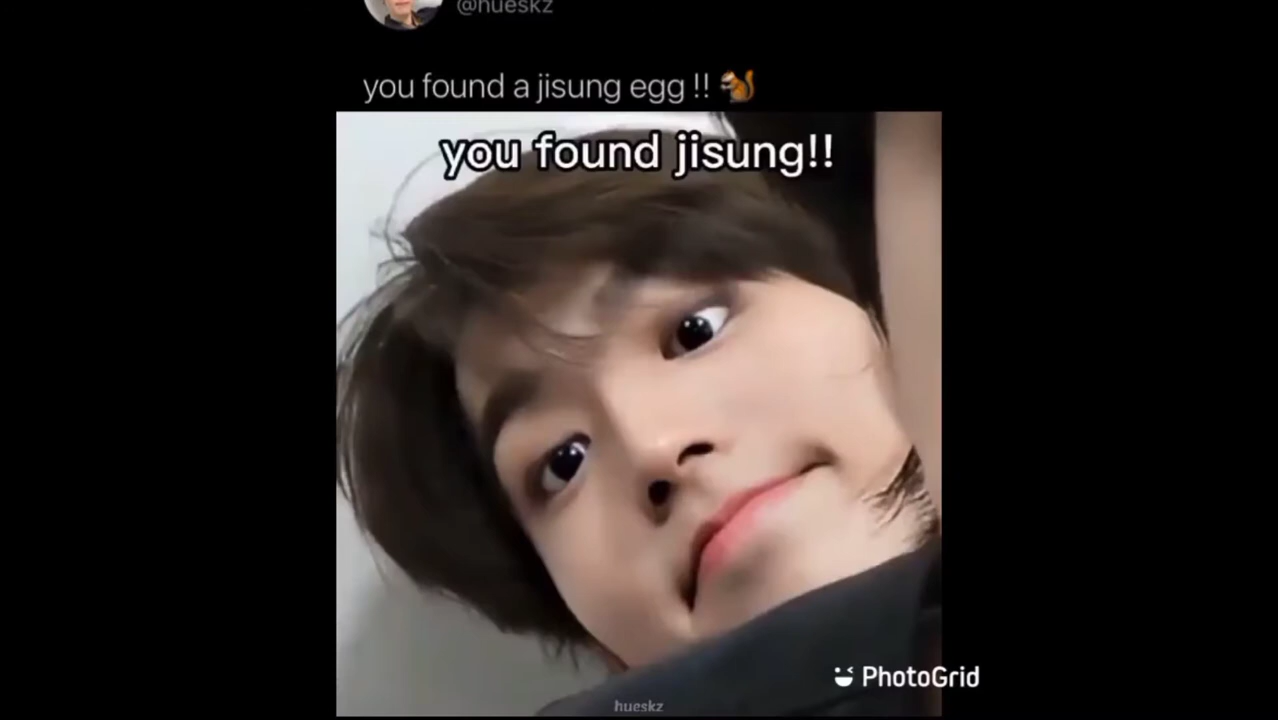 @hueskz
you found a jisung egg !! 🐿️
you found jisung!!
PhotoGrid
hueskz